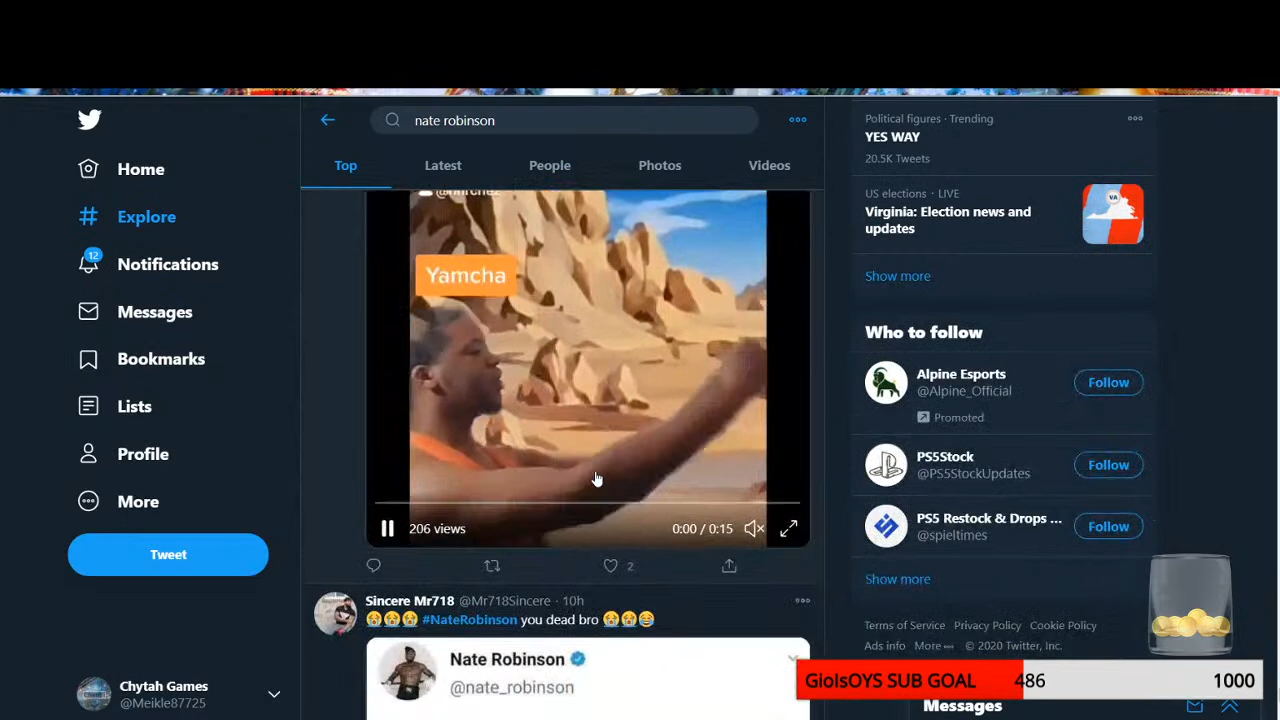 nate robinson
Top
Latest
People
Photos
Videos
Home
Explore
12
Notifications
Messages
Bookmarks
Lists
Profile
More
Tweet
Chytah Games
@Meikle87725
Yamcha
206 views
0:00 / 0:15
2
Sincere Mr718 @Mr718Sincere · 10h
😭😭😭 #NateRobinson you dead bro 😭😭😂
Nate Robinson
@nate_robinson
Political figures · Trending
YES WAY
20.5K Tweets
US elections · LIVE
Virginia: Election news and
updates
VA
Show more
Who to follow
Alpine Esports
@Alpine_Official
Promoted
Follow
PS5Stock
@PS5StockUpdates
Follow
PS5 Restock & Drops ...
@spieltimes
Follow
Show more
Terms of Service Privacy Policy Cookie Policy
Ads info More ··· © 2020 Twitter, Inc.
GioIsOYS SUB GOAL 486 1000
Messages